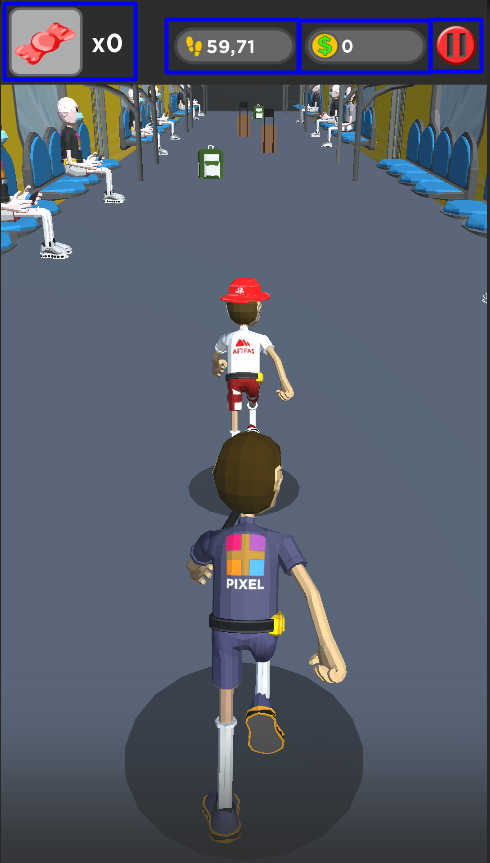 x0
59,71
$ 0
AFIFAS
PIXEL